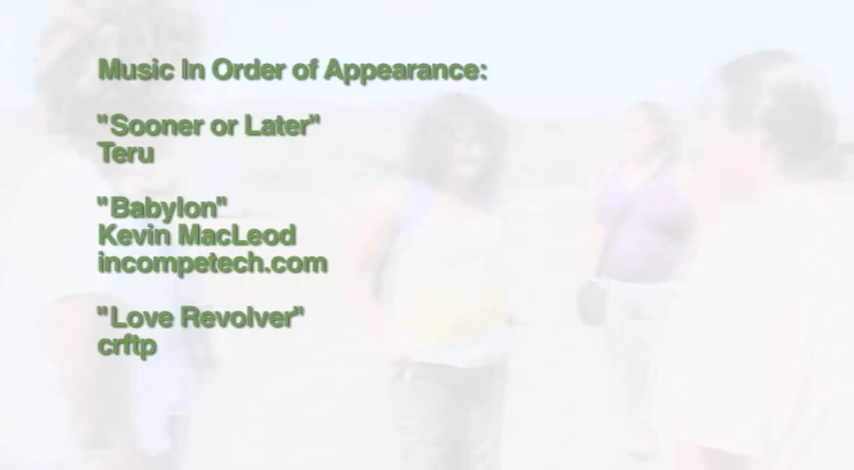 Music In Order of Appearance:
"Sooner or Later"
Teru
"Babylon"
Kevin MacLeod
incompetech.com
"Love Revolver"
crftp